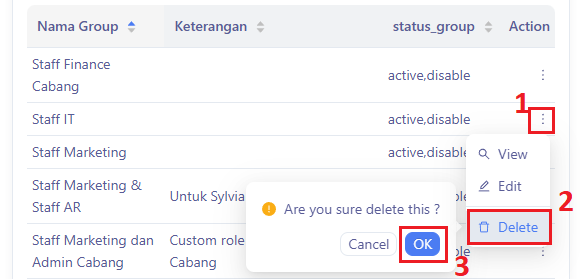 Nama Group Keterangan status_group Action
Staff Finance
Cabang active,disable
1
Staff IT active,disable
Staff Marketing active,disable
View
Staff Marketing &
Staff AR Untuk Sylvia
Edit
2
Are you sure delete this ?
Delete
Cancel OK
3
Staff Marketing dan
Admin Cabang Custom role
Cabang active,disable